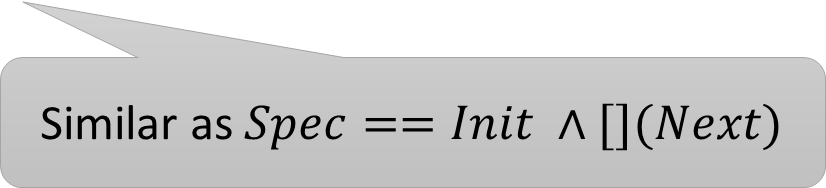 Similar as Spec == Init ∧ [](Next)